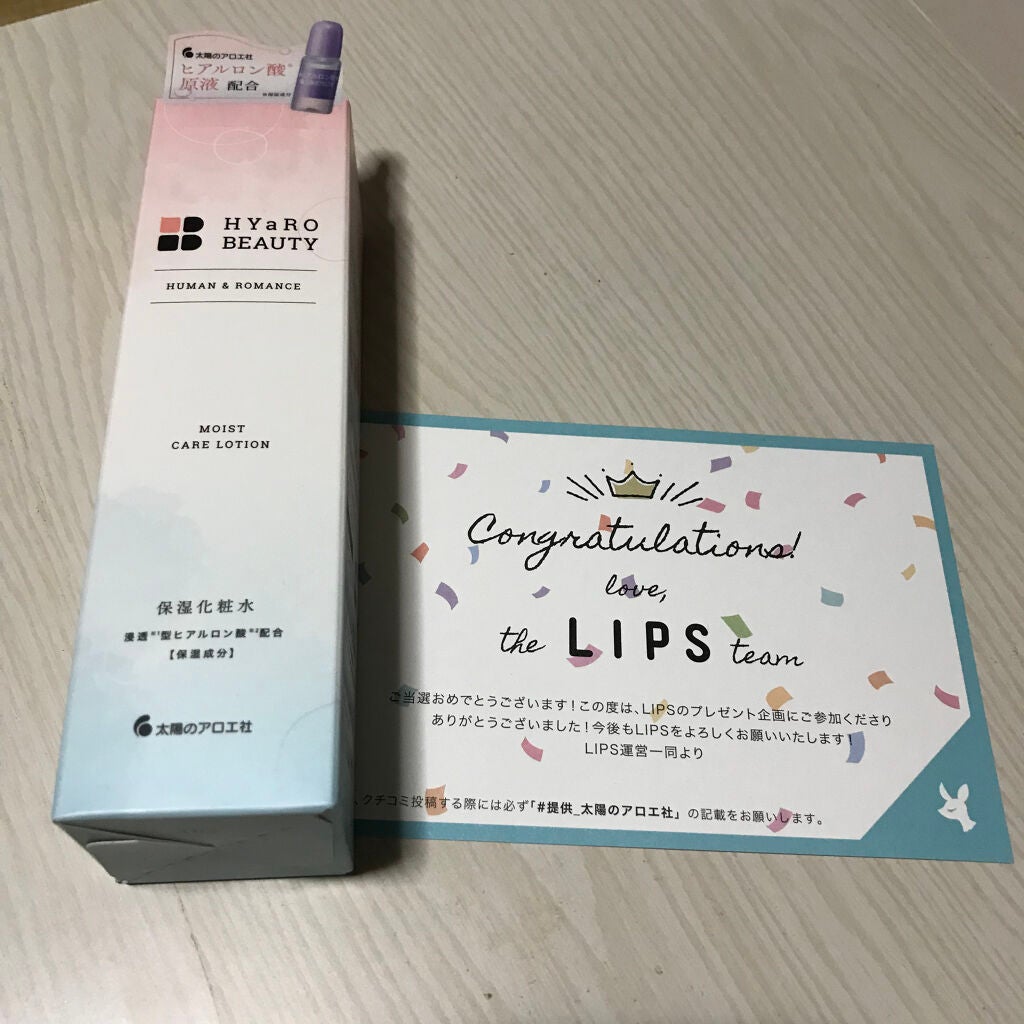 太陽のアロエ社
ヒアルロン酸※
原液 配合
HYaRO
BEAUTY
HUMAN & ROMANCE
MOIST
CARE LOTION
保湿化粧水
浸透※1型ヒアルロン酸※2配合
【保湿成分】
太陽のアロエ社
Congratulations!
love,
the LIPS team
ご当選おめでとうございます！この度は、LIPSのプレゼント企画にご参加くださり
ありがとうございました！今後もLIPSをよろしくお願いいたします！
LIPS運営一同より
、クチコミ投稿する際には必ず「#提供_太陽のアロエ社」の記載をお願いします。